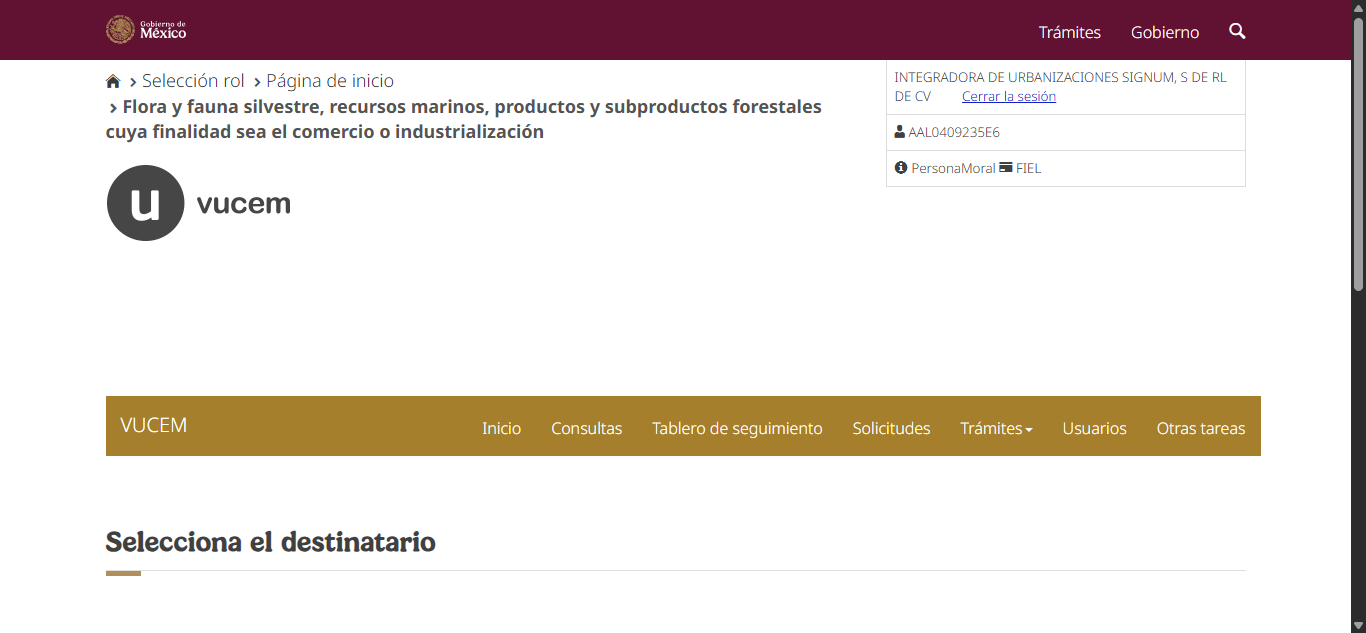 Gobierno de
México
Trámites Gobierno
Selección rol Página de inicio
Flora y fauna silvestre, recursos marinos, productos y subproductos forestales
cuya finalidad sea el comercio o industrialización
INTEGRADORA DE URBANIZACIONES SIGNUM, S DE RL
DE CV Cerrar la sesión
AAL0409235E6
PersonaMoral FIEL
u vucem
VUCEM Inicio Consultas Tablero de seguimiento Solicitudes Trámites Usuarios Otras tareas
Selecciona el destinatario